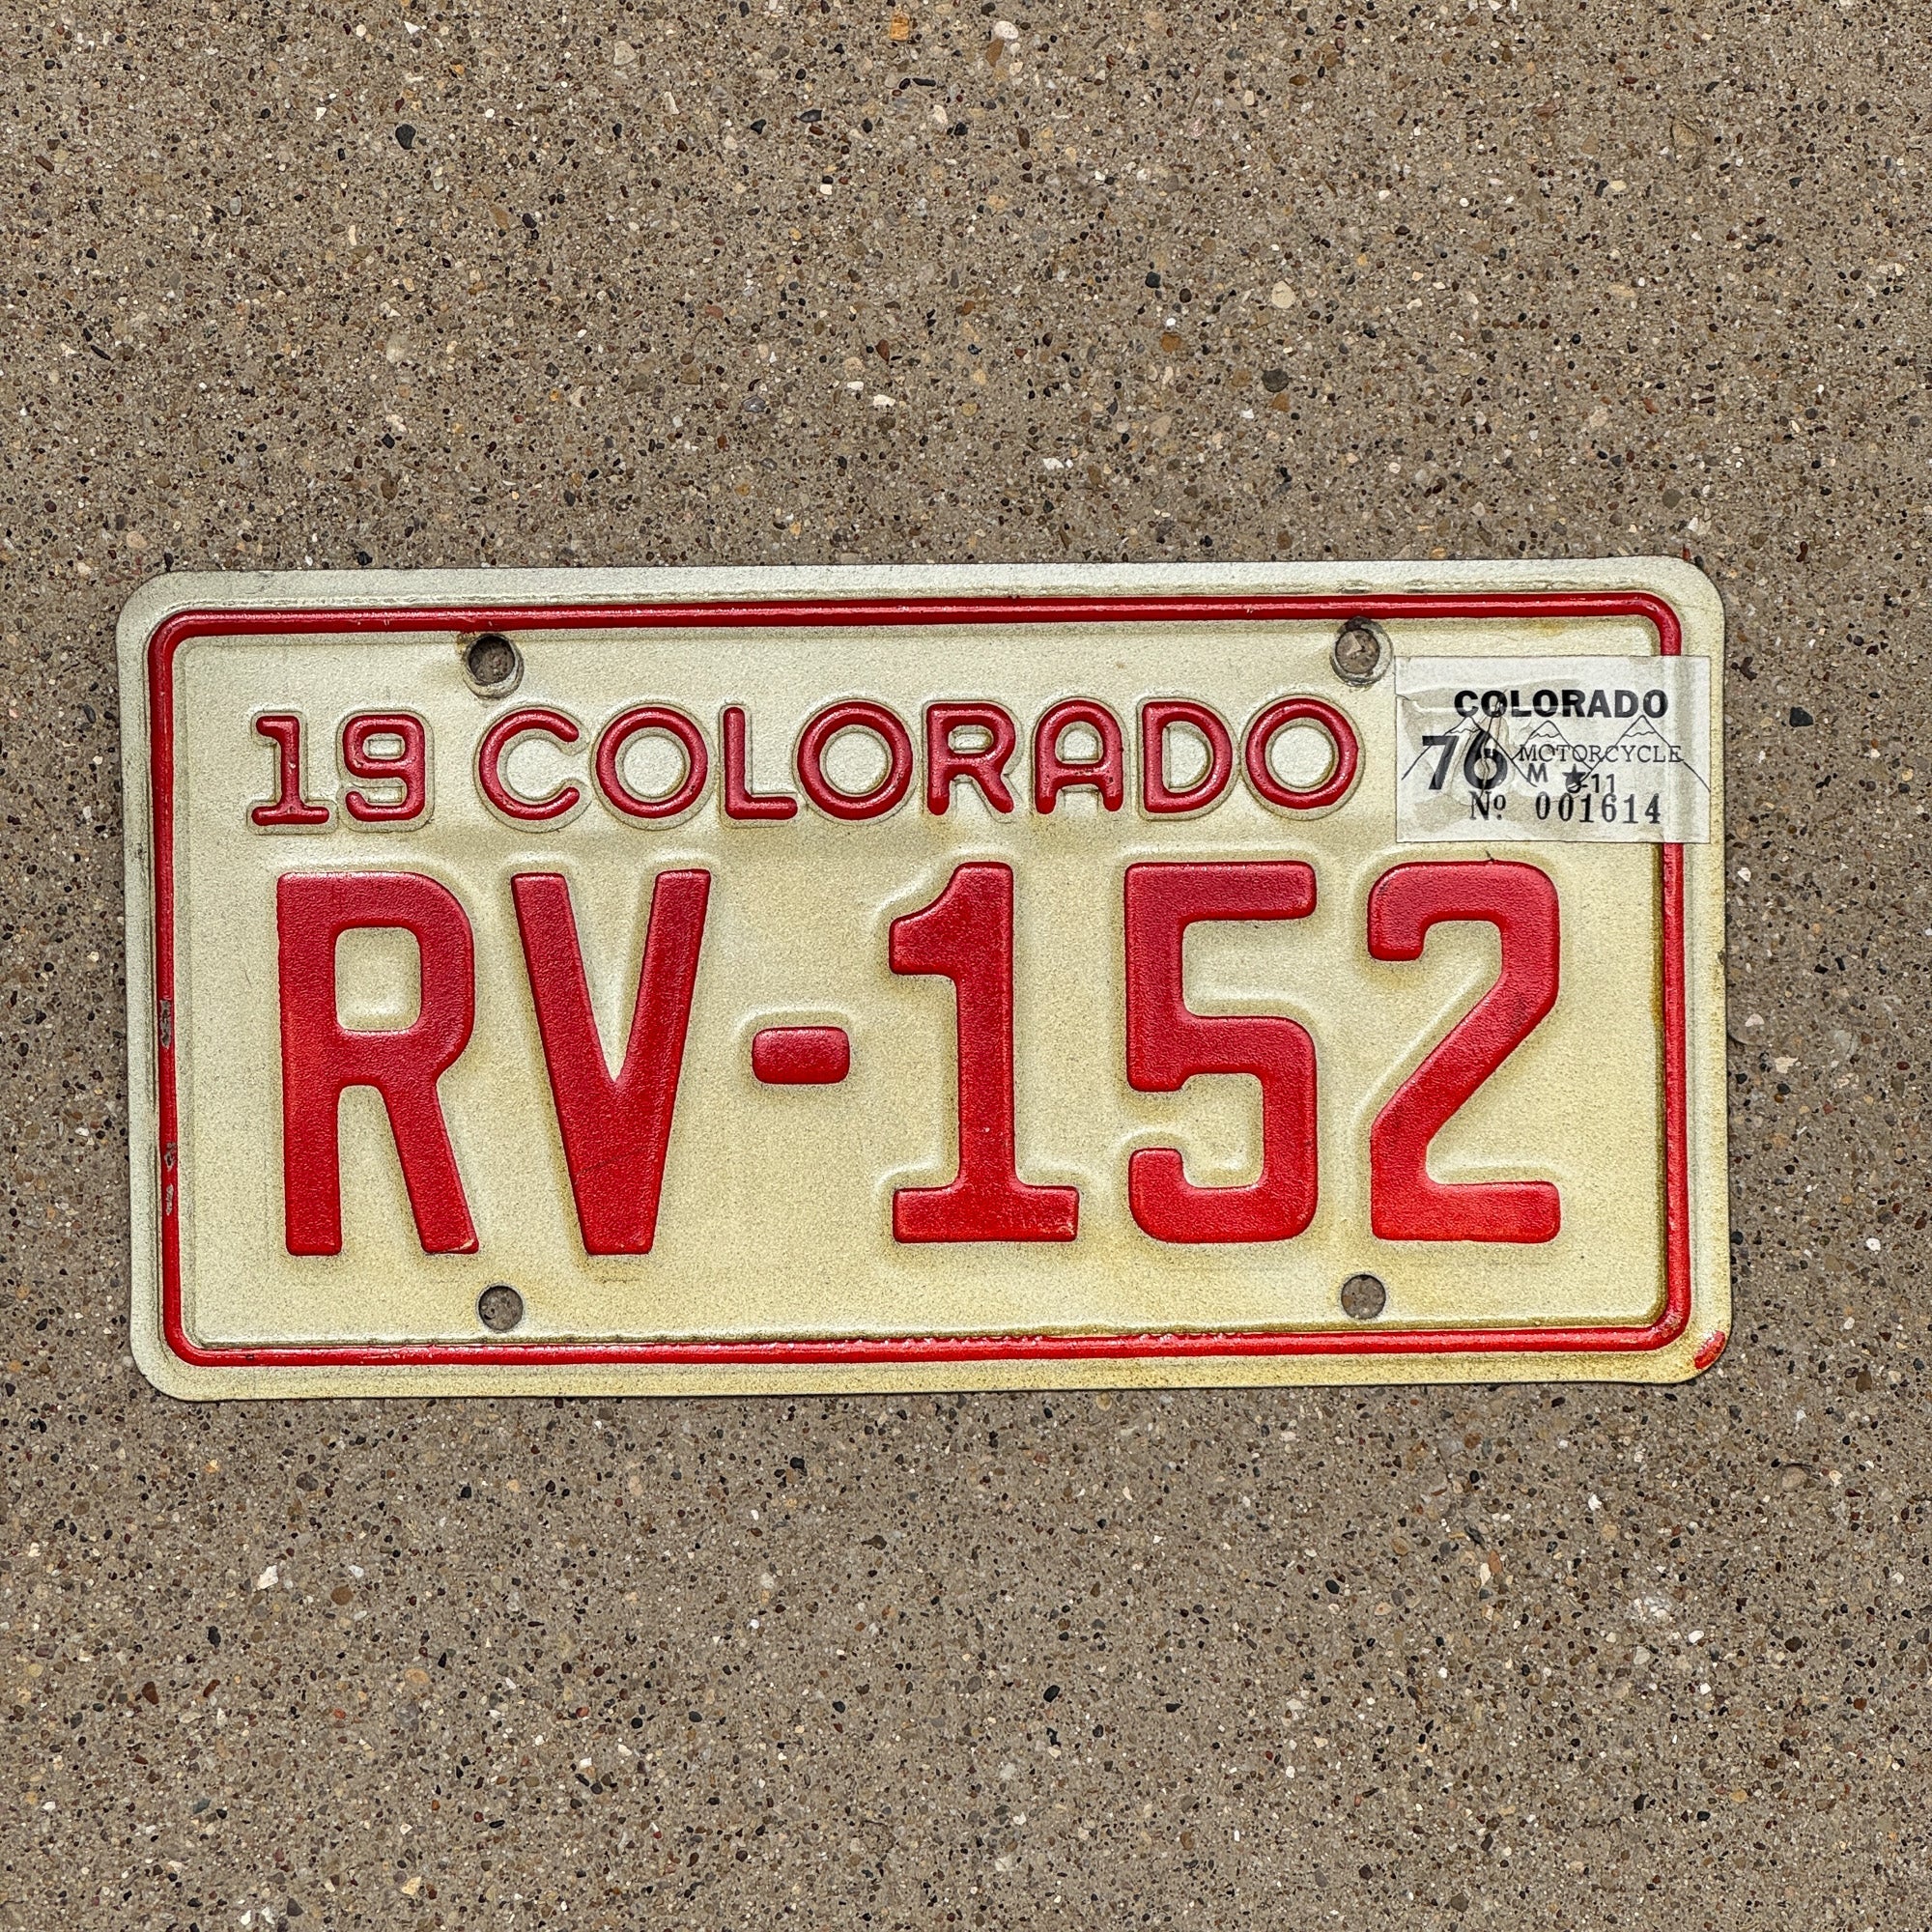 19 COLORADO
COLORADO
76 MOTORCYCLE
M ★ 11
Nº 001614
RV-152